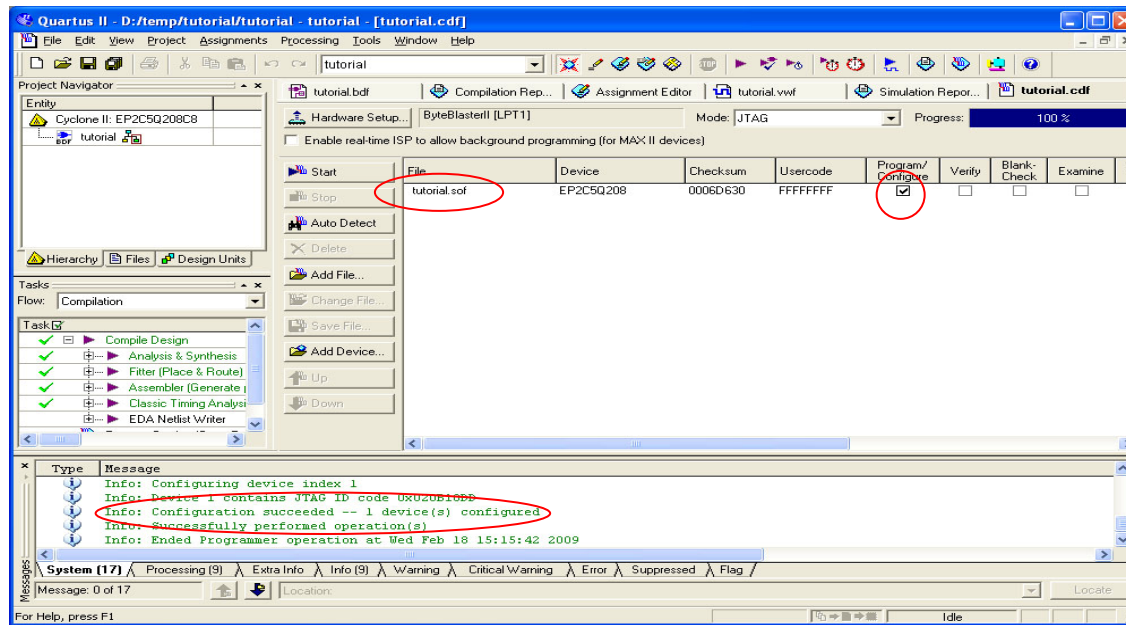 Quartus II - D:/temp/tutorial/tutorial - tutorial - [tutorial.cdf]
File Edit View Project Assignments Processing Tools Window Help
tutorial
Project Navigator
Entity
Cyclone II: EP2C5Q208C8
tutorial
Hierarchy Files Design Units
Tasks
Flow: Compilation
Task
Compile Design
Analysis & Synthesis
Fitter (Place & Route)
Assembler (Generate
Classic Timing Analysi
EDA Netlist Writer
tutorial.bdf Compilation Rep... Assignment Editor tutorial.vwf Simulation Repor... tutorial.cdf
Hardware Setup... ByteBlasterII [LPT1] Mode: JTAG Progress: 100 %
Enable real-time ISP to allow background programming (for MAX II devices)
Start
Stop
Auto Detect
Delete
Add File...
Change File...
Save File...
Add Device...
Up
Down
File Device Checksum Usercode Program/ Configure Verify Blank- Check Examine
tutorial.sof EP2C5Q208 0006D630 FFFFFFFF
Type Message
Info: Configuring device index 1
Info: Device 1 contains JTAG ID code 0x020B10DD
Info: Configuration succeeded -- 1 device(s) configured
Info: Successfully performed operation(s)
Info: Ended Programmer operation at Wed Feb 18 15:15:42 2009
System (17) Processing (9) Extra Info Info (9) Warning Critical Warning Error Suppressed Flag
Messages
Message: 0 of 17 Location: Locate
For Help, press F1 Idle